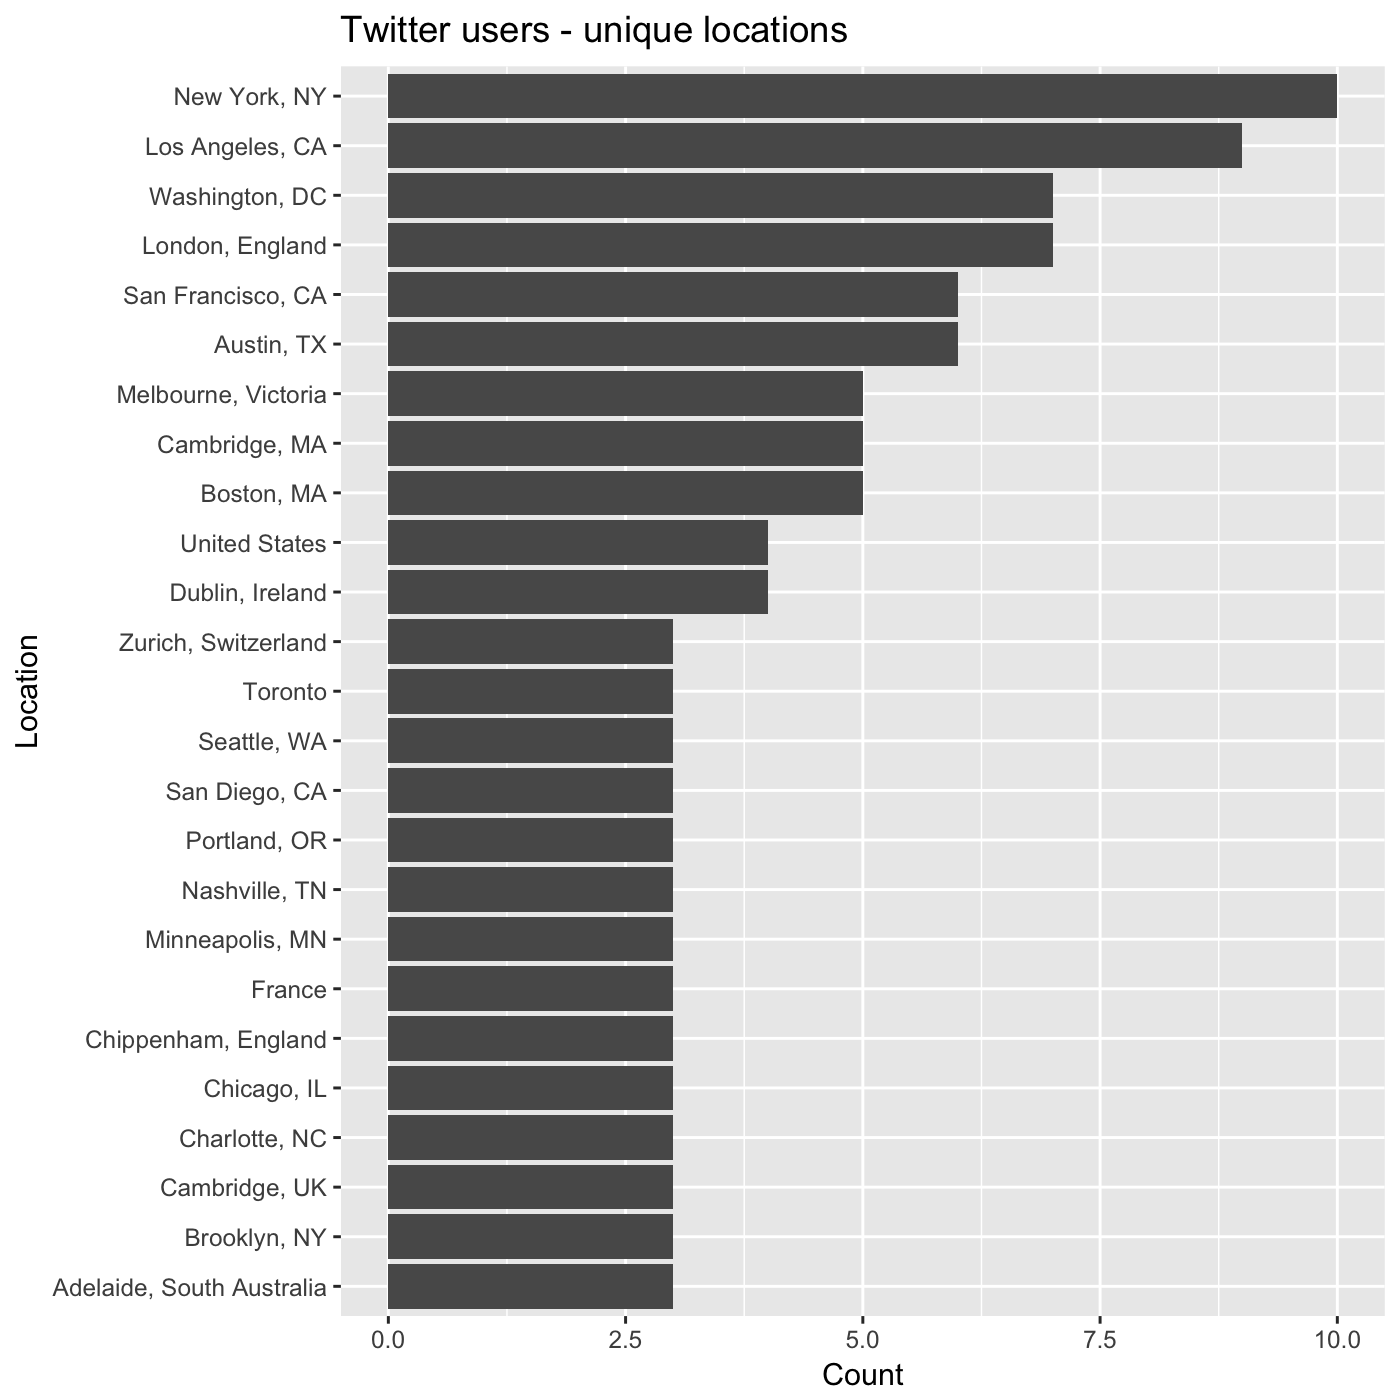 Twitter users - unique locations
New York, NY
Los Angeles, CA
Washington, DC
London, England
San Francisco, CA
Austin, TX
Melbourne, Victoria
Cambridge, MA
Boston, MA
United States
Dublin, Ireland
Zurich, Switzerland
Toronto
Seattle, WA
San Diego, CA
Portland, OR
Nashville, TN
Minneapolis, MN
France
Chippenham, England
Chicago, IL
Charlotte, NC
Cambridge, UK
Brooklyn, NY
Adelaide, South Australia
Location
0.0 2.5 5.0 7.5 10.0
Count